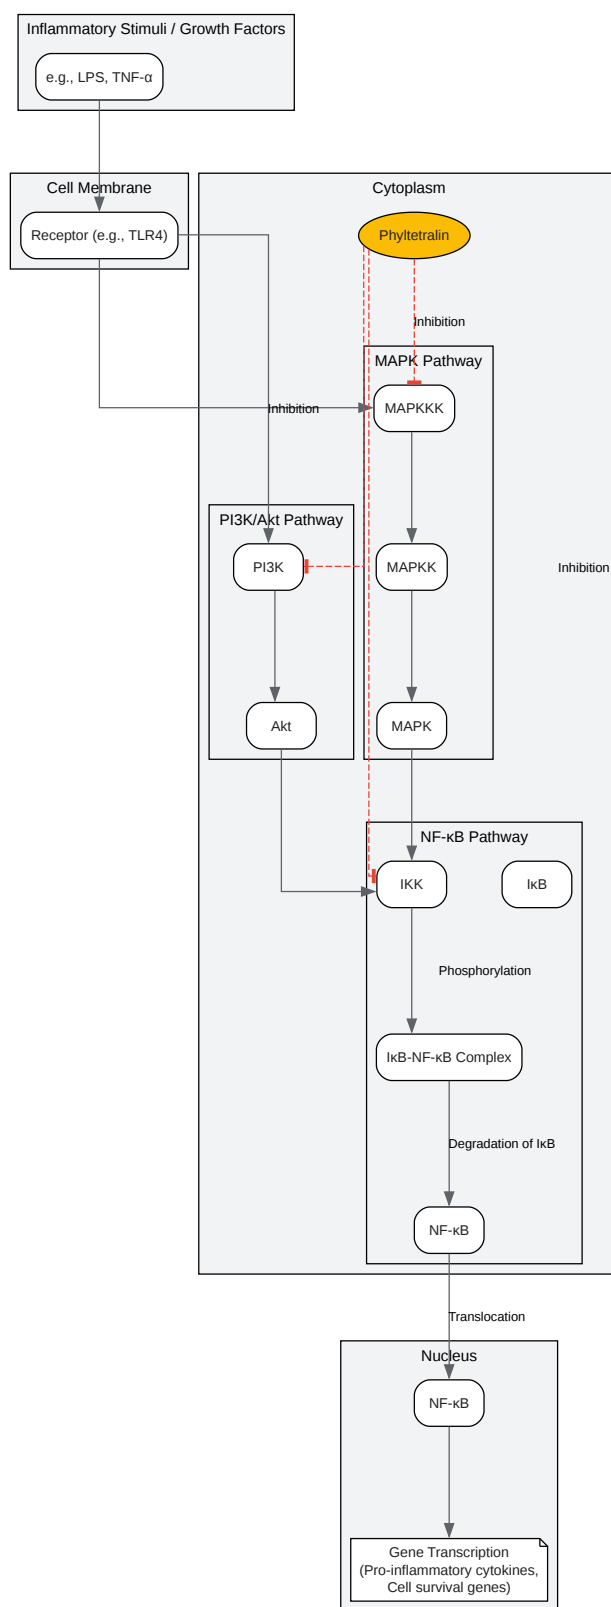 Inflammatory Stimuli / Growth Factors
e.g., LPS, TNF-α
Cell Membrane
Receptor (e.g., TLR4)
Cytoplasm
Phyltetralin
Inhibition
MAPK Pathway
MAPKKK
Inhibition
PI3K/Akt Pathway
PI3K
MAPKK
Inhibition
Akt
MAPK
NF-κB Pathway
IKK
IκB
Phosphorylation
IκB-NF-κB Complex
Degradation of IκB
NF-κB
Translocation
Nucleus
NF-κB
Gene Transcription
(Pro-inflammatory cytokines,
Cell survival genes)